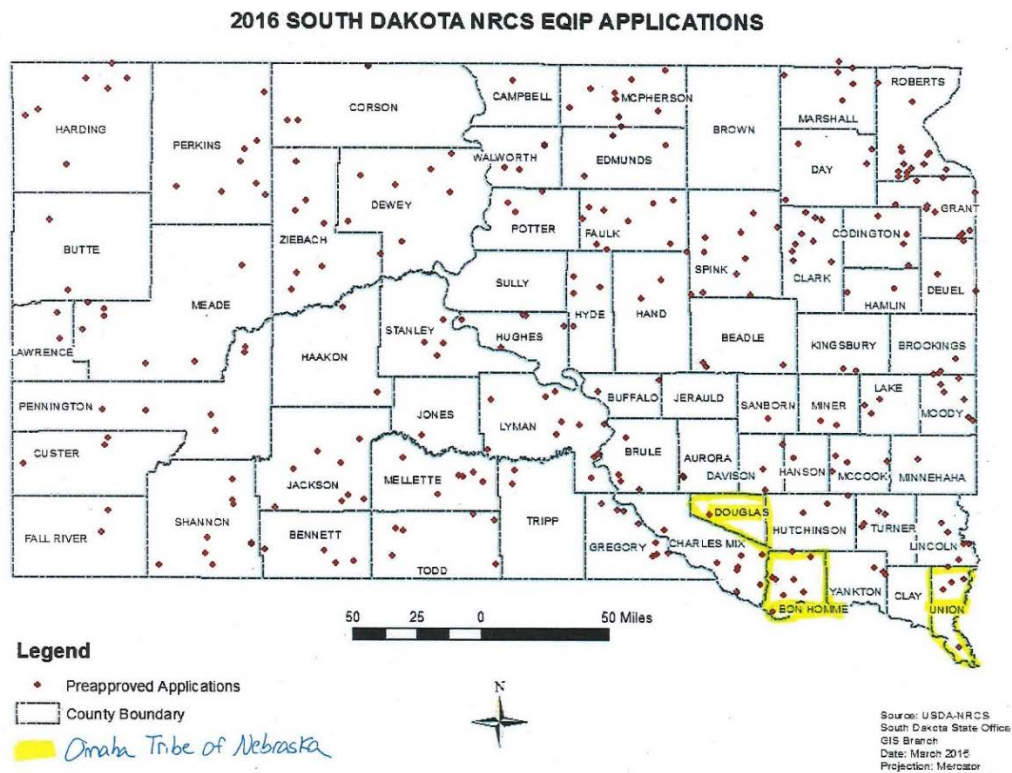 2016 SOUTH DAKOTA NRCS EQIP APPLICATIONS
HARDING
PERKINS
CORSON
CAMPBELL
MCPHERSON
BROWN
MARSHALL
ROBERTS
WALWORTH
EDMUNDS
DAY
BUTTE
ZIEBACH
DEWEY
POTTER
FAULK
SPINK
CLARK
CODINGTON
GRANT
MEADE
SULLY
HYDE
HAND
HAMLIN
DEUEL
LAWRENCE
HAAKON
STANLEY
HUGHES
BEADLE
KINGSBURY
BROOKINGS
PENNINGTON
JONES
LYMAN
BUFFALO
JERAULD
SANBORN
MINER
LAKE
MOODY
CUSTER
JACKSON
MELLETTE
BRULE
AURORA
DAVISON
HANSON
MCCOOK
MINNEHAHA
FALL RIVER
SHANNON
BENNETT
TODD
TRIPP
GREGORY
CHARLES MIX
DOUGLAS
HUTCHINSON
TURNER
LINCOLN
BON HOMME
YANKTON
CLAY
UNION
50 25 0 50 Miles
Legend
Preapproved Applications
County Boundary
Omaha Tribe of Nebraska
N
Source: USDA-NRCS
South Dakota State Office
GIS Branch
Date: March 2016
Projection: Mercator